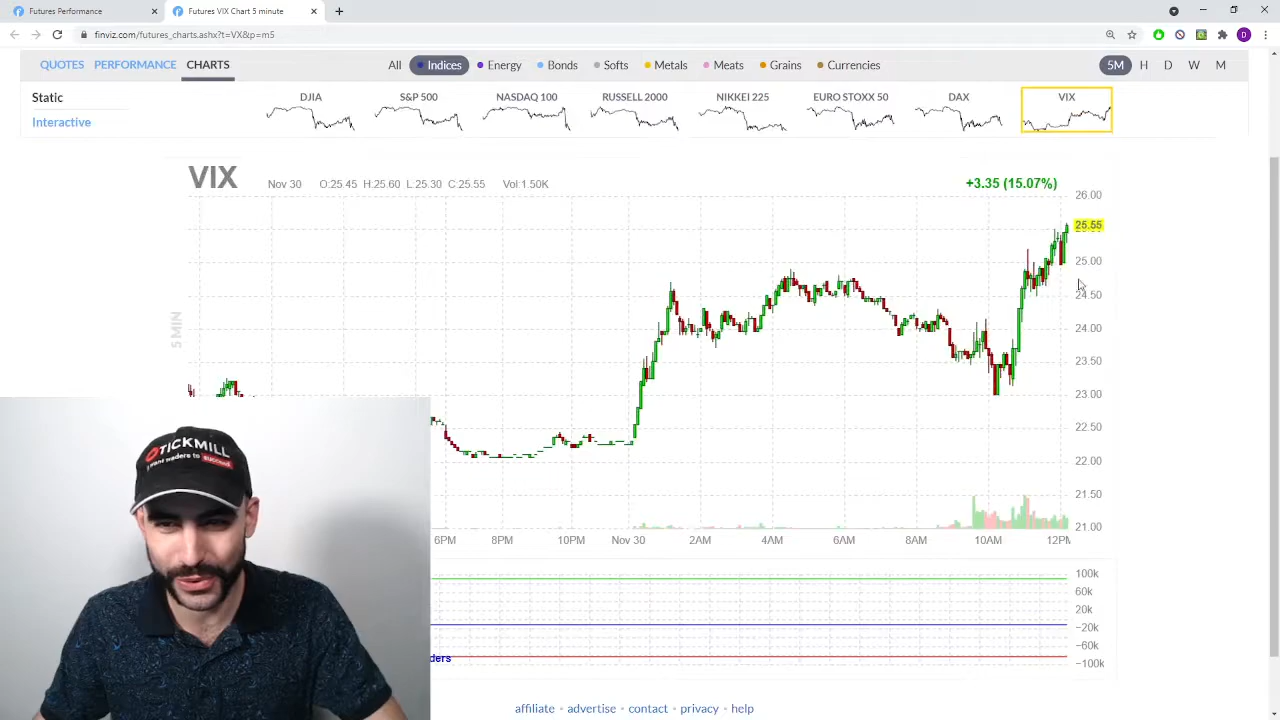 Futures Performance
Futures VIX Chart 5 minute
finviz.com/futures_charts.ashx?t=VX&p=m5
D
QUOTES PERFORMANCE CHARTS
All Indices Energy Bonds Softs Metals Meats Grains Currencies
5M H D W M
Static
Interactive
DJIA S&P 500 NASDAQ 100 RUSSELL 2000 NIKKEI 225 EURO STOXX 50 DAX VIX
VIX Nov 30 O:25.45 H:25.60 L:25.30 C:25.55 Vol:1.50K +3.35 (15.07%)
26.00
25.55
25.00
24.50
24.00
23.50
23.00
22.50
22.00
21.50
21.00
5 MIN
6PM 8PM 10PM Nov 30 2AM 4AM 6AM 8AM 10AM 12PM
TICKMILL
want traders to succeed
100k
60k
20k
−20k
−60k
−100k
ders
affiliate • advertise • contact • privacy • help